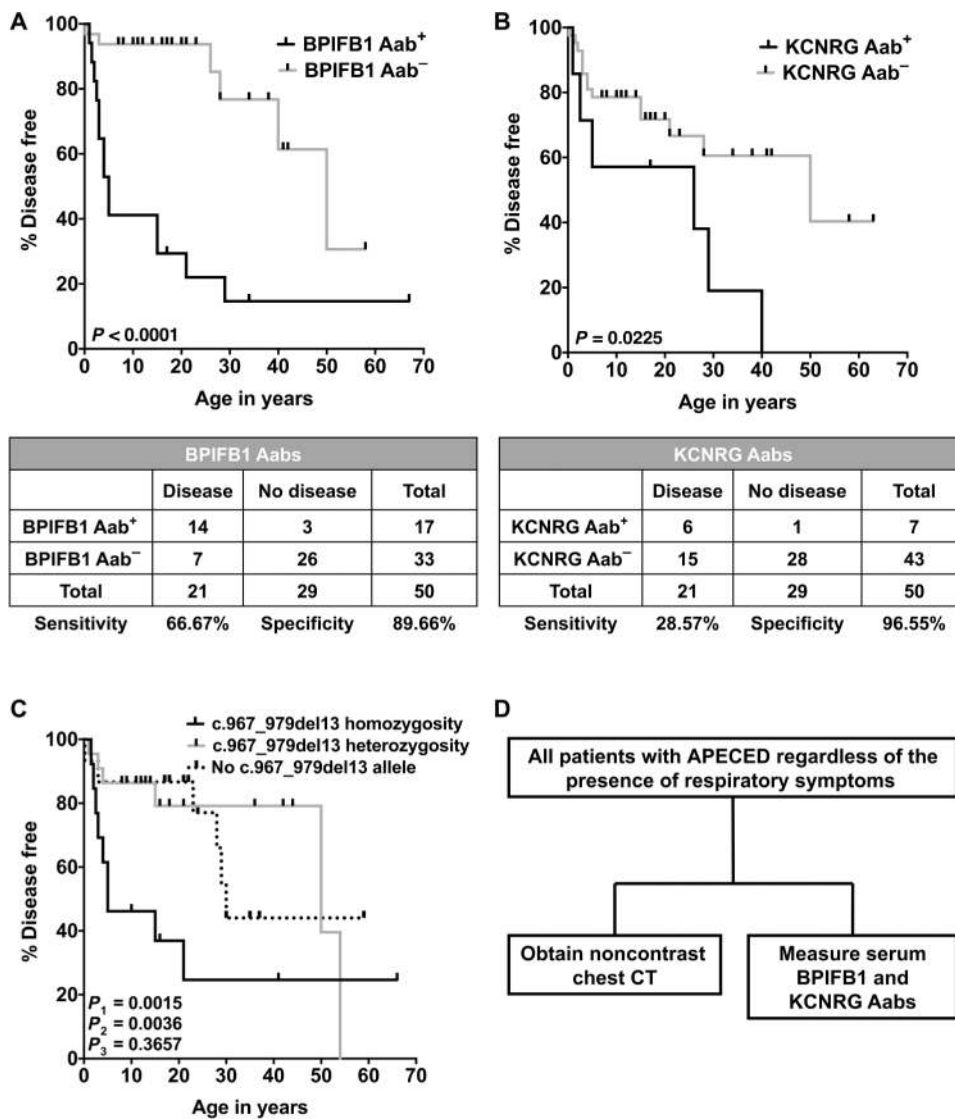 A
100
80
60
40
20
0
% Disease free
BPIFB1 Aab+
BPIFB1 Aab−
P < 0.0001
0 10 20 30 40 50 60 70
Age in years
B
100
80
60
40
20
0
% Disease free
KCNRG Aab+
KCNRG Aab−
P = 0.0225
0 10 20 30 40 50 60 70
Age in years
BPIFB1 Aabs
Disease No disease Total
BPIFB1 Aab+ 14 3 17
BPIFB1 Aab− 7 26 33
Total 21 29 50
Sensitivity 66.67% Specificity 89.66%
KCNRG Aabs
Disease No disease Total
KCNRG Aab+ 6 1 7
KCNRG Aab− 15 28 43
Total 21 29 50
Sensitivity 28.57% Specificity 96.55%
C
c.967_979del13 homozygosity
c.967_979del13 heterozygosity
No c.967_979del13 allele
100
80
60
40
20
0
% Disease free
P1 = 0.0015
P2 = 0.0036
P3 = 0.3657
0 10 20 30 40 50 60 70
Age in years
D
All patients with APECED regardless of the
presence of respiratory symptoms
Obtain noncontrast
chest CT
Measure serum
BPIFB1 and
KCNRG Aabs